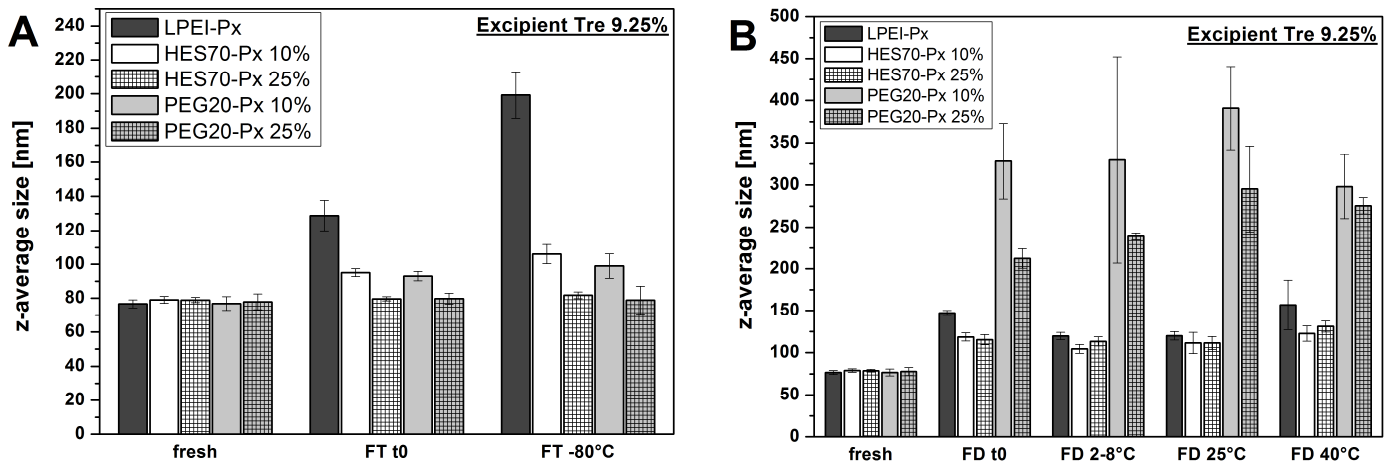 A
Excipient Tre 9.25%
LPEI-Px
HES70-Px 10%
HES70-Px 25%
PEG20-Px 10%
PEG20-Px 25%
z-average size [nm]
240
220
200
180
160
140
120
100
80
60
40
20
0
fresh FT t0 FT -80°C
B
Excipient Tre 9.25%
LPEI-Px
HES70-Px 10%
HES70-Px 25%
PEG20-Px 10%
PEG20-Px 25%
z-average size [nm]
500
450
400
350
300
250
200
150
100
50
0
fresh FD t0 FD 2-8°C FD 25°C FD 40°C